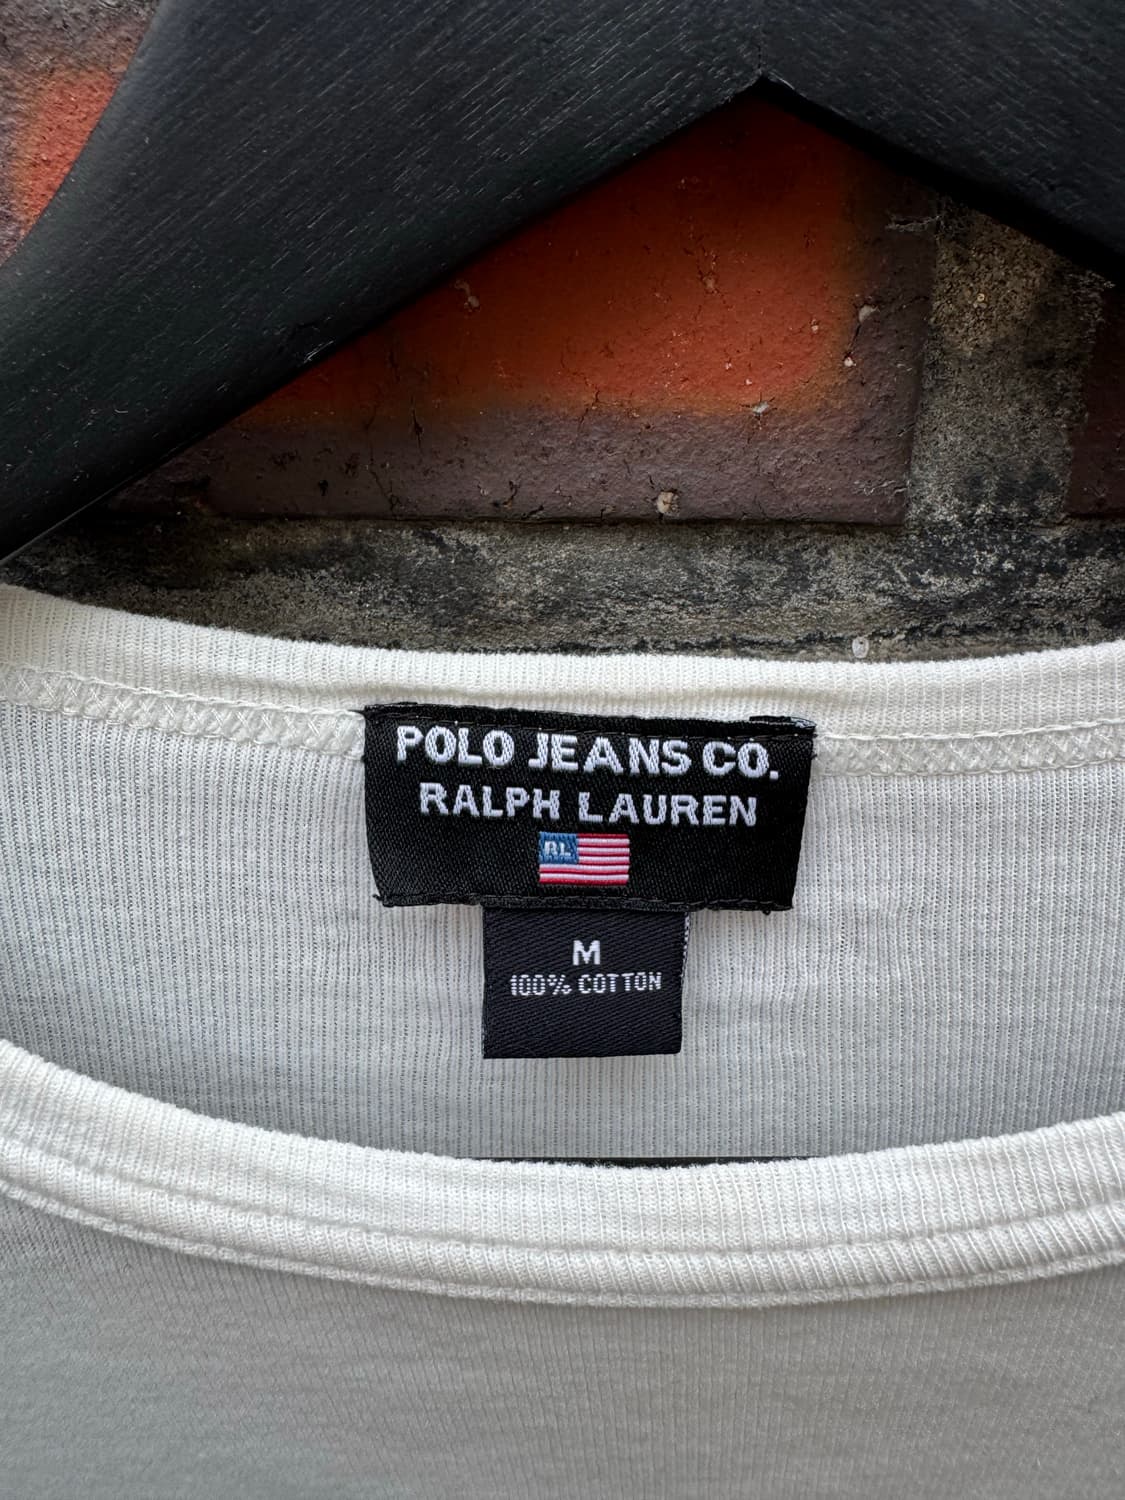 POLO JEANS CO.
RALPH LAUREN
RL
M
100% COTTON